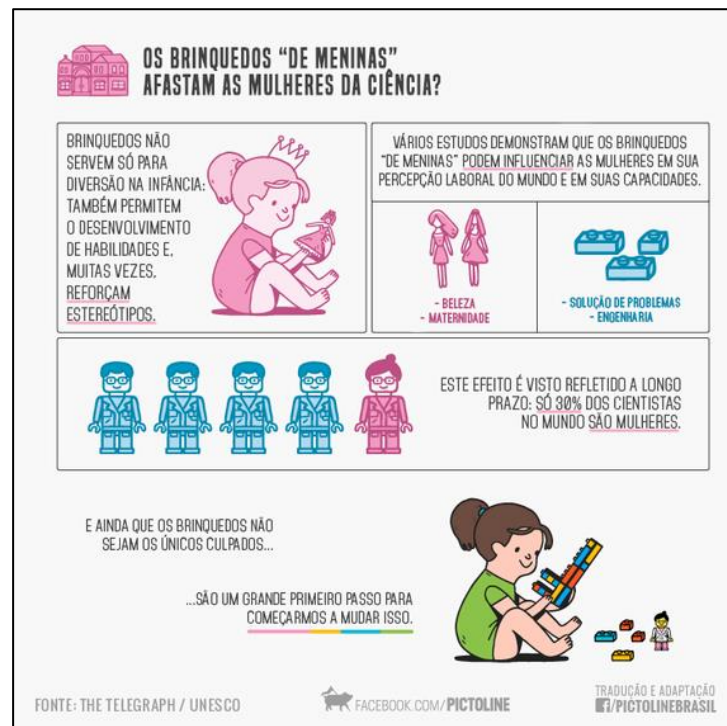 OS BRINQUEDOS “DE MENINAS”
AFASTAM AS MULHERES DA CIÊNCIA?
BRINQUEDOS NÃO
SERVEM SÓ PARA
DIVERSÃO NA INFÂNCIA:
TAMBÉM PERMITEM
O DESENVOLVIMENTO
DE HABILIDADES E,
MUITAS VEZES,
REFORÇAM
ESTEREÓTIPOS.
VÁRIOS ESTUDOS DEMONSTRAM QUE OS BRINQUEDOS
“DE MENINAS” PODEM INFLUENCIAR AS MULHERES EM SUA
PERCEPÇÃO LABORAL DO MUNDO E EM SUAS CAPACIDADES.
- BELEZA
- MATERNIDADE
- SOLUÇÃO DE PROBLEMAS
- ENGENHARIA
ESTE EFEITO É VISTO REFLETIDO A LONGO
PRAZO: SÓ 30% DOS CIENTISTAS
NO MUNDO SÃO MULHERES.
E AINDA QUE OS BRINQUEDOS NÃO
SEJAM OS ÚNICOS CULPADOS...
...SÃO UM GRANDE PRIMEIRO PASSO PARA
COMEÇARMOS A MUDAR ISSO.
FONTE: THE TELEGRAPH / UNESCO
FACEBOOK.COM/PICTOLINE
TRADUÇÃO E ADAPTAÇÃO
/PICTOLINEBRASIL